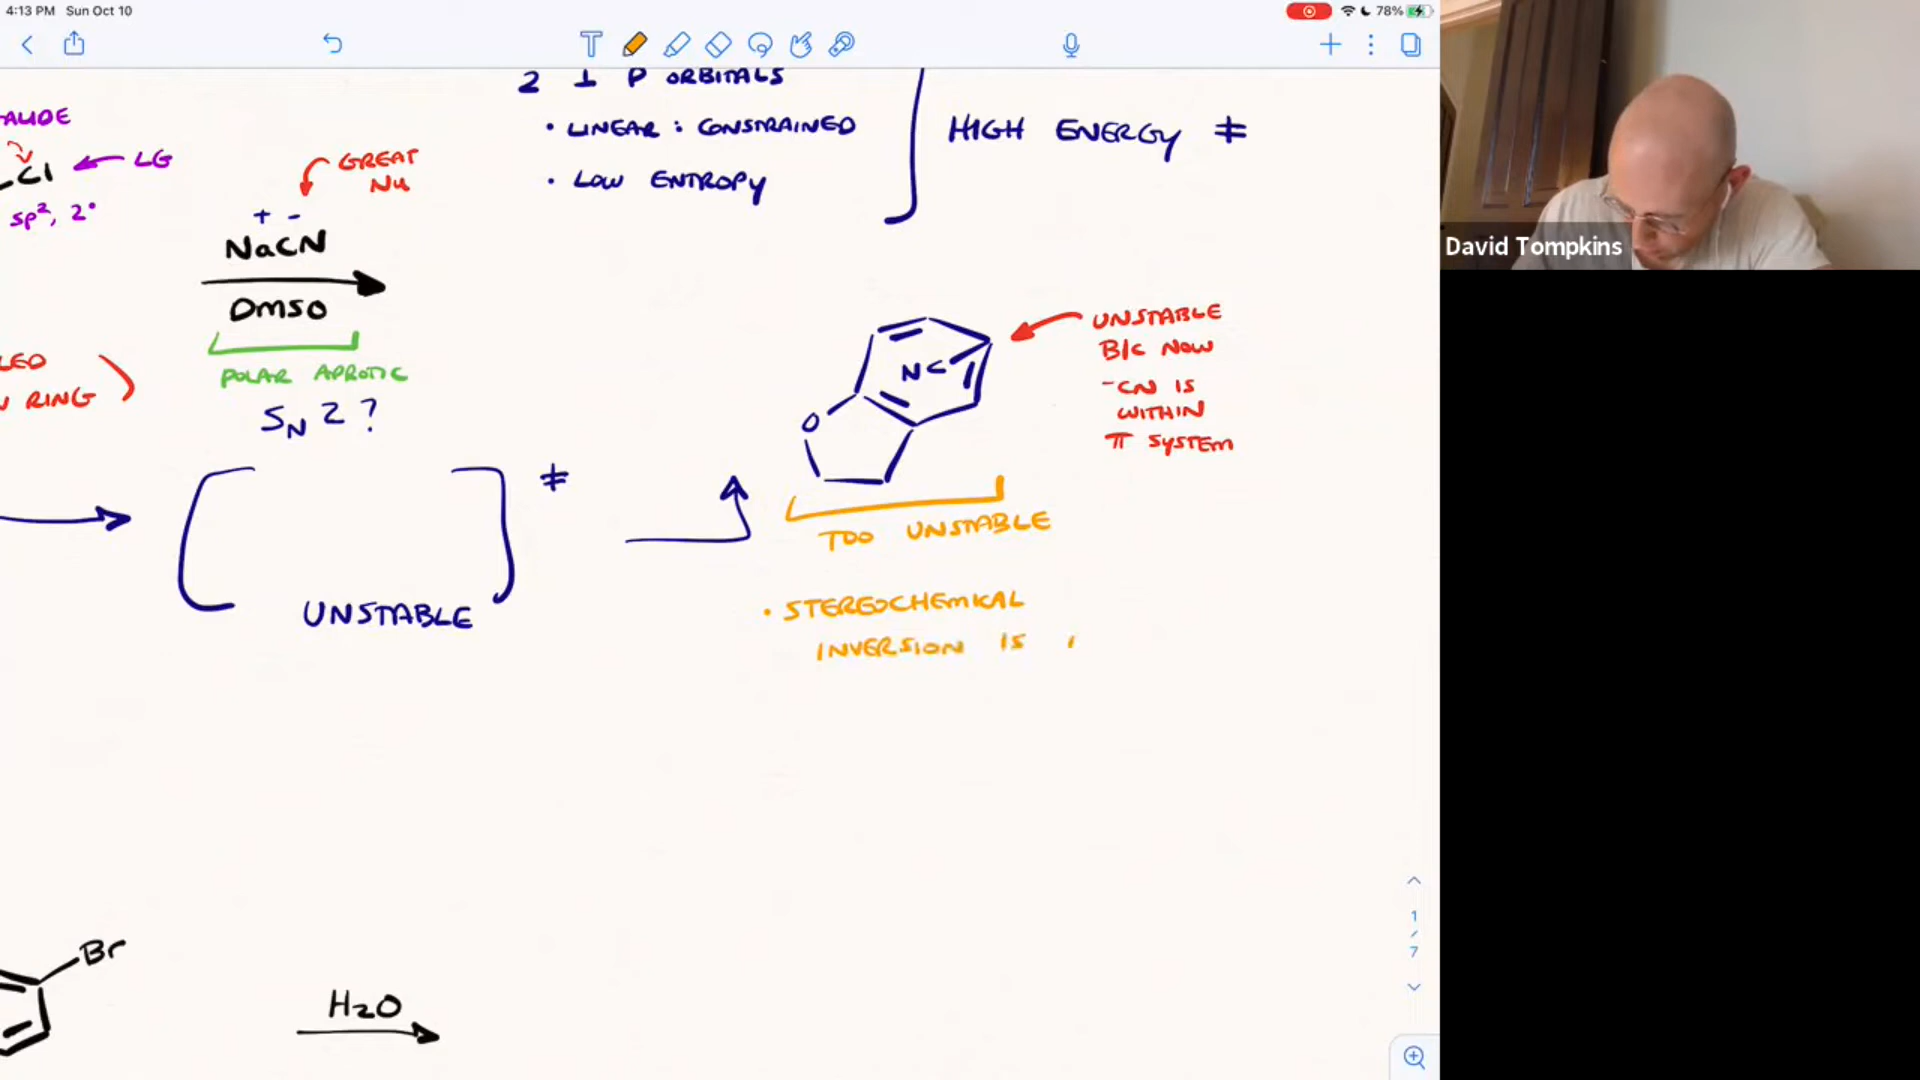 4:13 PM Sun Oct 10
78%
2 ⊥ P ORBITALS
• LINEAR : CONSTRAINED
• LOW ENTROPY
HIGH ENERGY ≠
Cl
LG
sp², 2°
GREAT
Nu
+ -
NaCN
DMSO
POLAR APROTIC
SN2?
RING
≠
UNSTABLE
NC
O
UNSTABLE
B/C NOW
-CN IS
WITHIN
π SYSTEM
TOO UNSTABLE
• STEREOCHEMICAL
INVERSION IS
Br
H₂O
1
/
7
David Tompkins